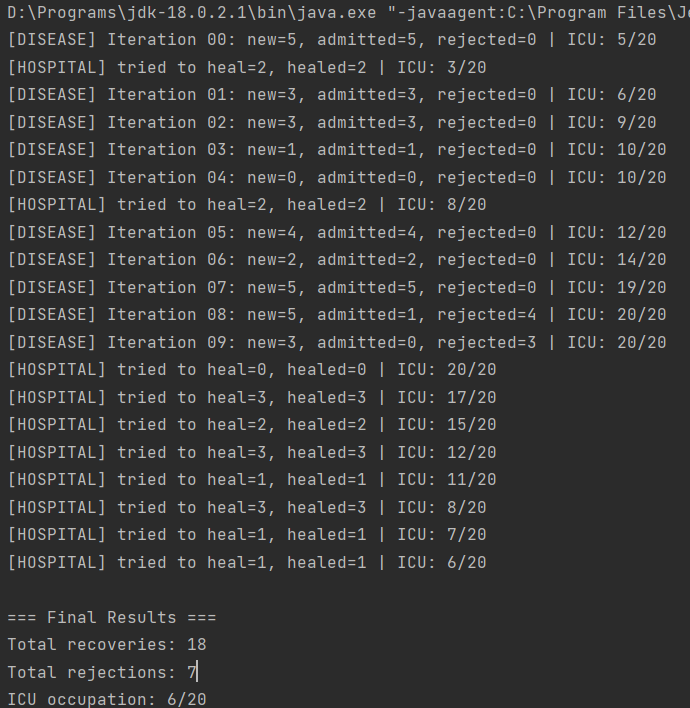 D:\Programs\jdk-18.0.2.1\bin\java.exe "-javaagent:C:\Program Files\Je
[DISEASE] Iteration 00: new=5, admitted=5, rejected=0 | ICU: 5/20
[HOSPITAL] tried to heal=2, healed=2 | ICU: 3/20
[DISEASE] Iteration 01: new=3, admitted=3, rejected=0 | ICU: 6/20
[DISEASE] Iteration 02: new=3, admitted=3, rejected=0 | ICU: 9/20
[DISEASE] Iteration 03: new=1, admitted=1, rejected=0 | ICU: 10/20
[DISEASE] Iteration 04: new=0, admitted=0, rejected=0 | ICU: 10/20
[HOSPITAL] tried to heal=2, healed=2 | ICU: 8/20
[DISEASE] Iteration 05: new=4, admitted=4, rejected=0 | ICU: 12/20
[DISEASE] Iteration 06: new=2, admitted=2, rejected=0 | ICU: 14/20
[DISEASE] Iteration 07: new=5, admitted=5, rejected=0 | ICU: 19/20
[DISEASE] Iteration 08: new=5, admitted=1, rejected=4 | ICU: 20/20
[DISEASE] Iteration 09: new=3, admitted=0, rejected=3 | ICU: 20/20
[HOSPITAL] tried to heal=0, healed=0 | ICU: 20/20
[HOSPITAL] tried to heal=3, healed=3 | ICU: 17/20
[HOSPITAL] tried to heal=2, healed=2 | ICU: 15/20
[HOSPITAL] tried to heal=3, healed=3 | ICU: 12/20
[HOSPITAL] tried to heal=1, healed=1 | ICU: 11/20
[HOSPITAL] tried to heal=3, healed=3 | ICU: 8/20
[HOSPITAL] tried to heal=1, healed=1 | ICU: 7/20
[HOSPITAL] tried to heal=1, healed=1 | ICU: 6/20
=== Final Results ===
Total recoveries: 18
Total rejections: 7
ICU occupation: 6/20